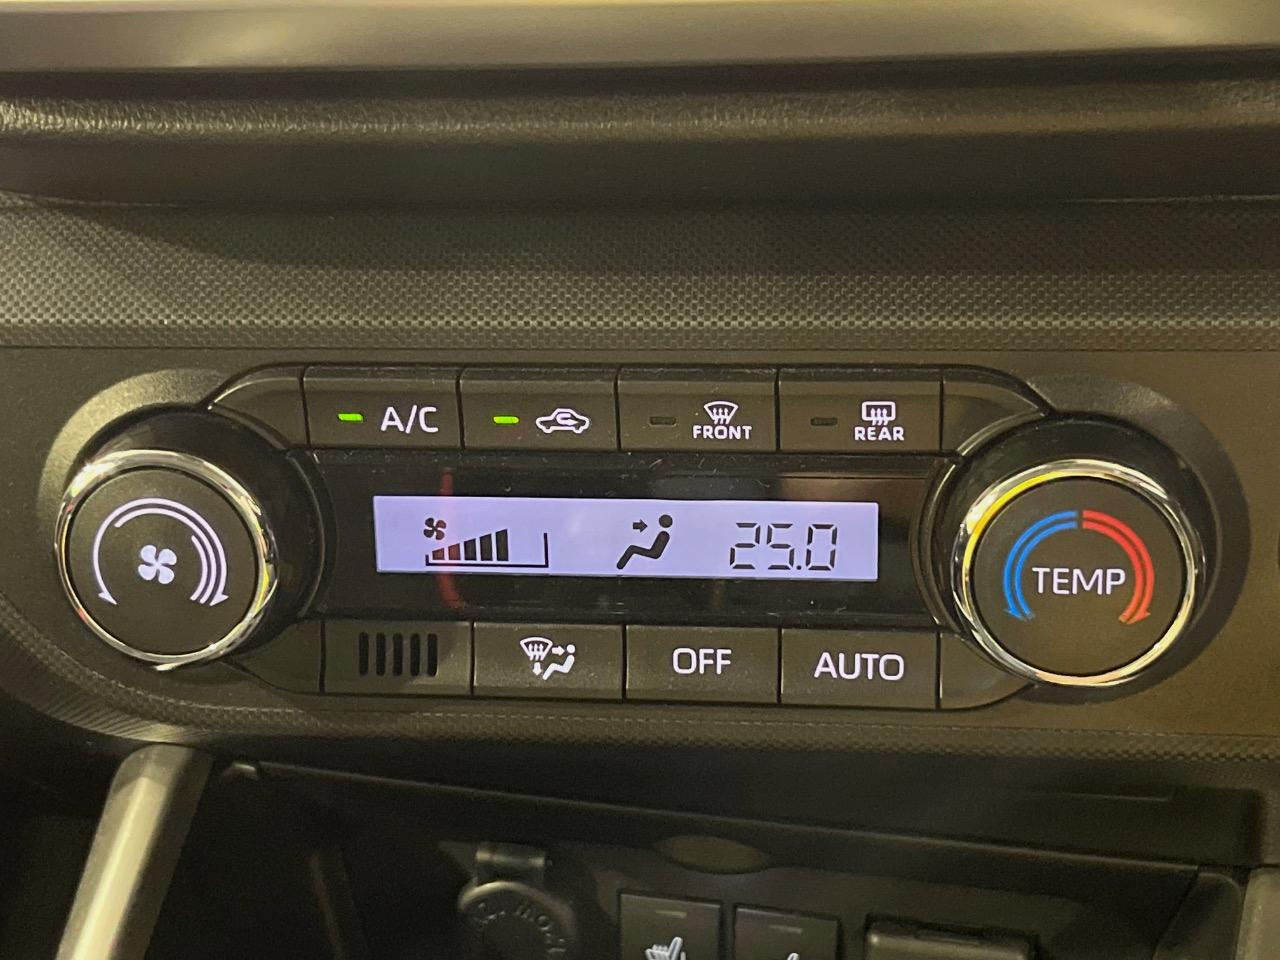 A/C
FRONT
REAR
25.0
TEMP
OFF
AUTO